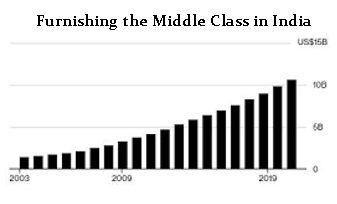 Furnishing the Middle Class in India
US$15B
10B
5B
0
2003
2009
2019